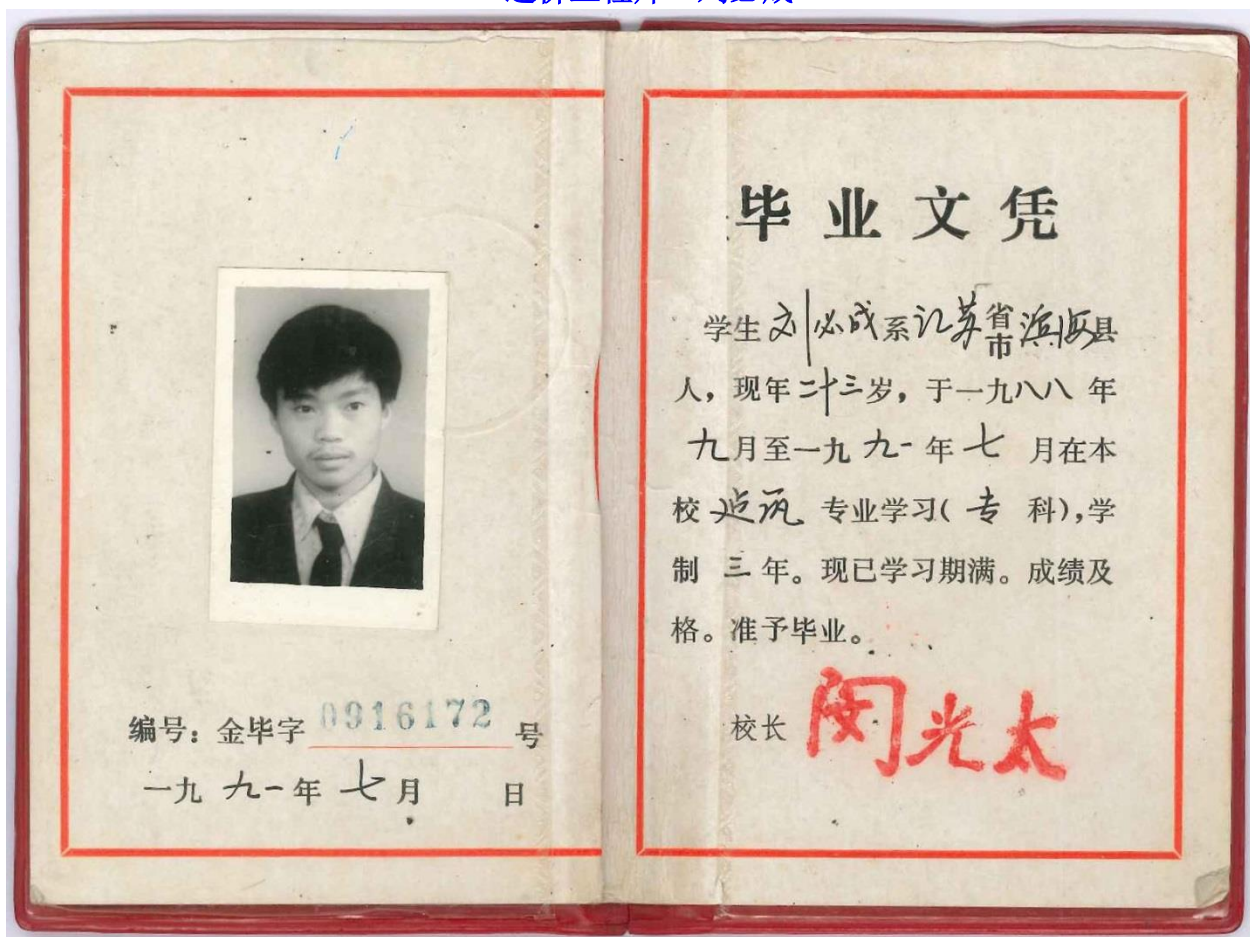 编号：金毕字 0916172 号
一九九一年七月 日
毕业文凭
学生刘必成系江苏省市滨海县
人，现年二十三岁，于一九八八年
九月至一九九一年七月在本
校建筑专业学习（专科），学
制三年。现已学习期满。成绩及
格。准予毕业。
校长 闵光太